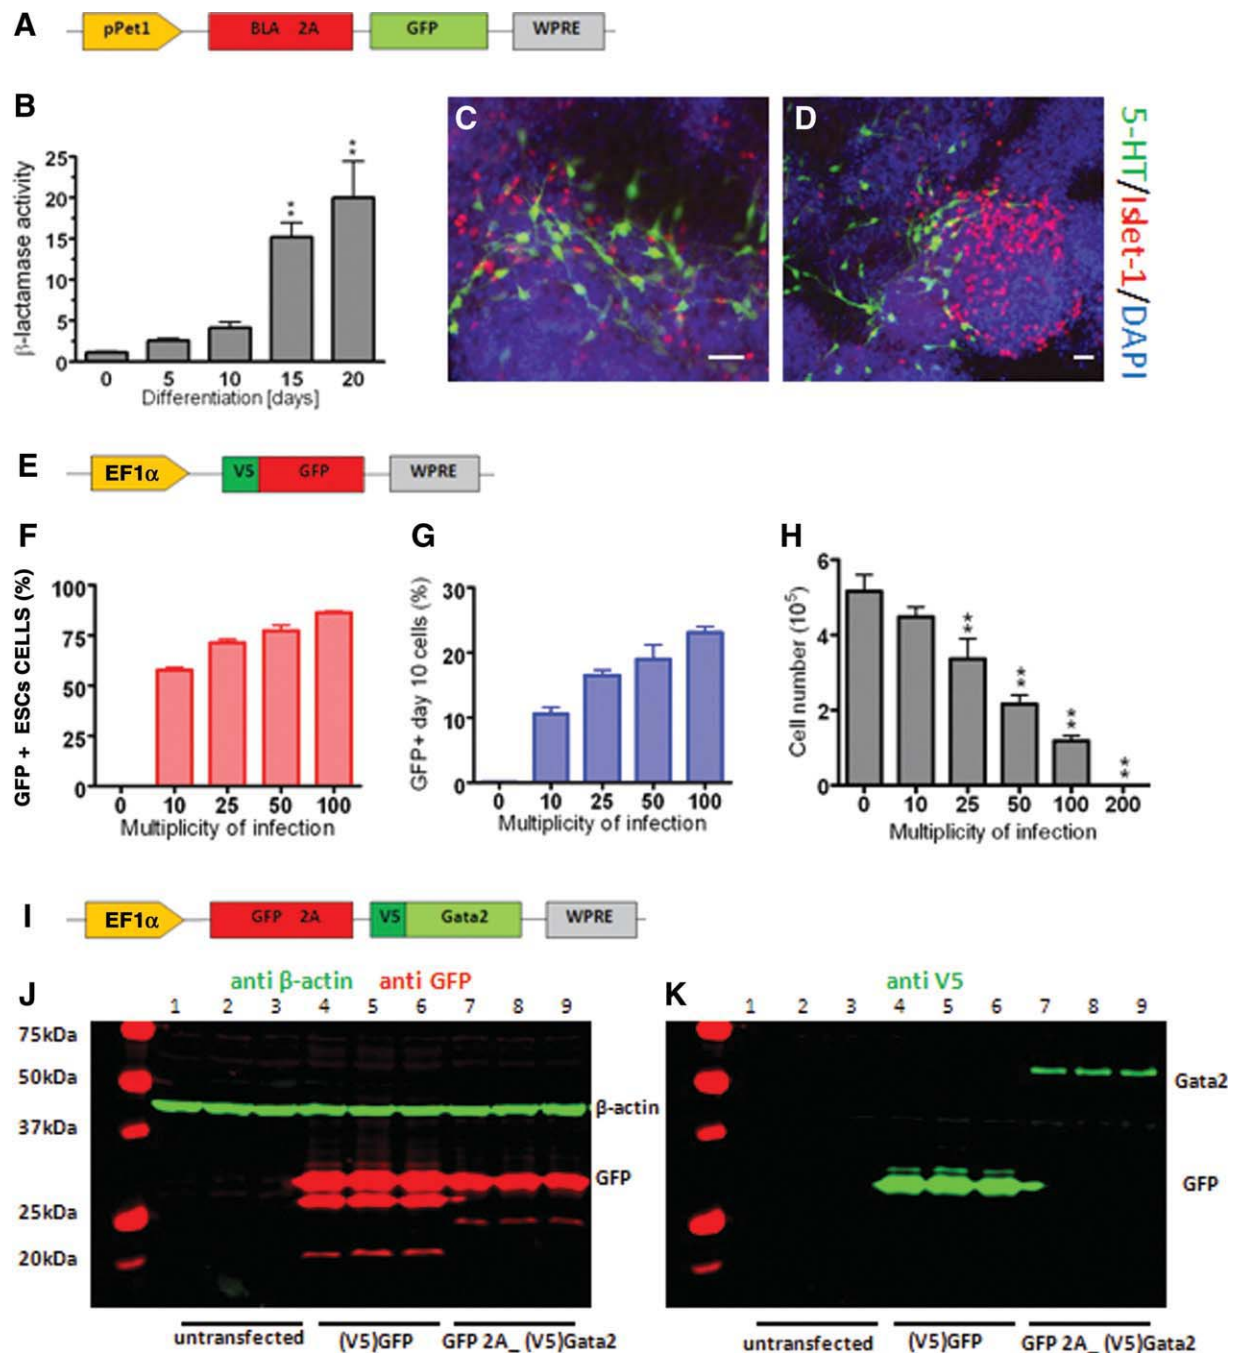 A
pPet1
BLA 2A
GFP
WPRE
B
β-lactamase activity
25
20
15
10
5
0
**
**
0 5 10 15 20
Differentiation [days]
C
D
5-HT/Islet-1/DAPI
E
EF1α
V5
GFP
WPRE
F
GFP + ESCs CELLS (%)
100
75
50
25
0
0 10 25 50 100
Multiplicity of infection
G
GFP+ day 10 cells (%)
30
20
10
0
0 10 25 50 100
Multiplicity of infection
H
Cell number (10⁵)
6
4
2
0
**
**
**
**
0 10 25 50 100 200
Multiplicity of infection
I
EF1α
GFP 2A
V5
Gata2
WPRE
J
anti β-actin anti GFP
1 2 3 4 5 6 7 8 9
75kDa
50kDa
37kDa
25kDa
20kDa
β-actin
GFP
untransfected (V5)GFP GFP 2A_ (V5)Gata2
K
anti V5
1 2 3 4 5 6 7 8 9
Gata2
GFP
untransfected (V5)GFP GFP 2A_ (V5)Gata2